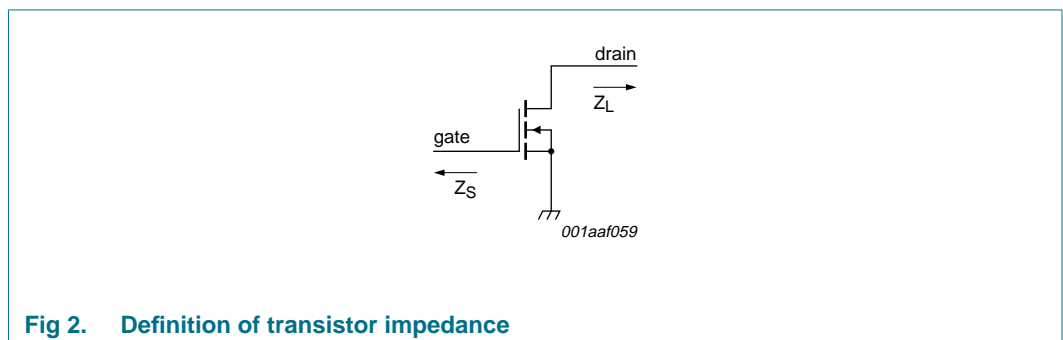 drain
Z_L
gate
Z_S
001aaf059
Fig 2. Definition of transistor impedance